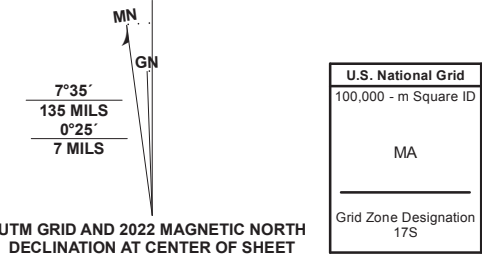 MN
GN
7°35´
135 MILS
0°25´
7 MILS
UTM GRID AND 2022 MAGNETIC NORTH
DECLINATION AT CENTER OF SHEET
U.S. National Grid
100,000 - m Square ID
MA
Grid Zone Designation
17S